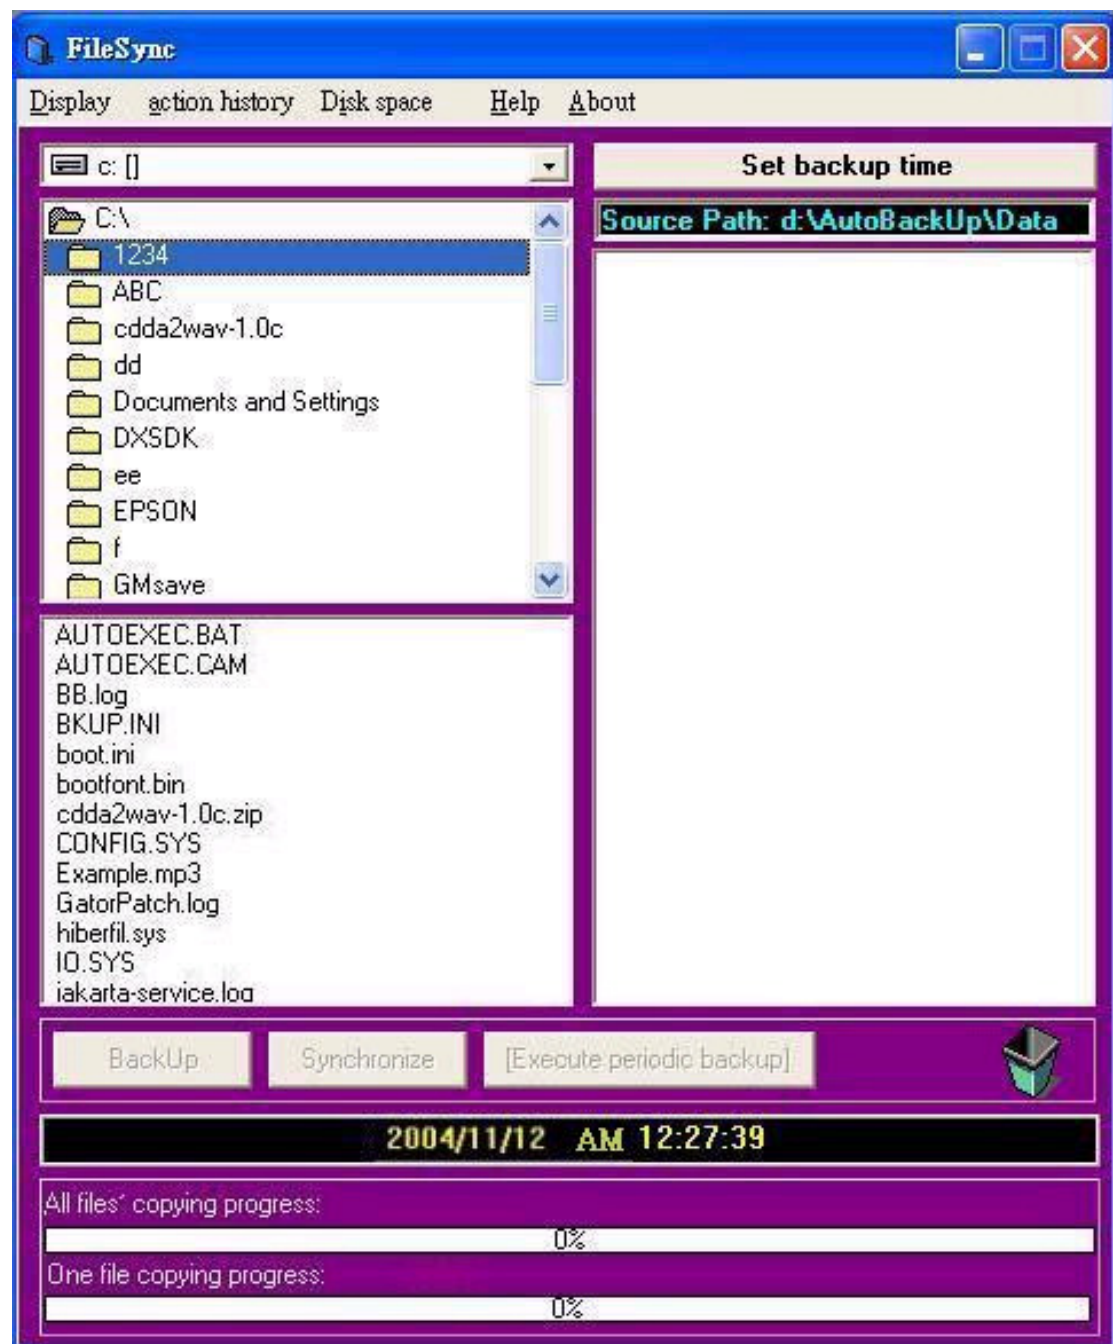 FileSync
Display action history Disk space Help About
c: []
Set backup time
C:\
1234
ABC
cdda2wav-1.0c
dd
Documents and Settings
DXSDK
ee
EPSON
f
GMsave
Source Path: d:\AutoBackUp\Data
AUTOEXEC.BAT
AUTOEXEC.CAM
BB.log
BKUP.INI
boot.ini
bootfont.bin
cdda2wav-1.0c.zip
CONFIG.SYS
Example.mp3
GatorPatch.log
hiberfil.sys
IO.SYS
jakarta-service.log
BackUp Synchronize [Execute periodic backup]
2004/11/12 AM 12:27:39
All files' copying progress:
0%
One file copying progress:
0%